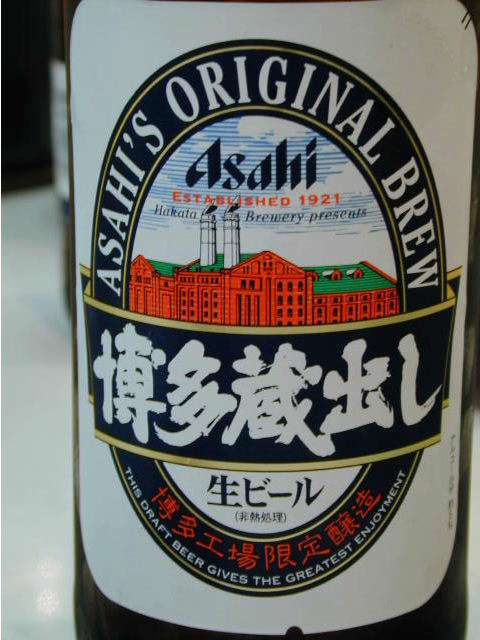 ASAHI'S ORIGINAL BREW
Asahi
ESTABLISHED 1921
Hakata Brewery presents
博多蔵出し
生ビール
(非熱処理)
博多工場限定醸造
THIS DRAFT BEER GIVES THE GREATEST ENJOYMENT